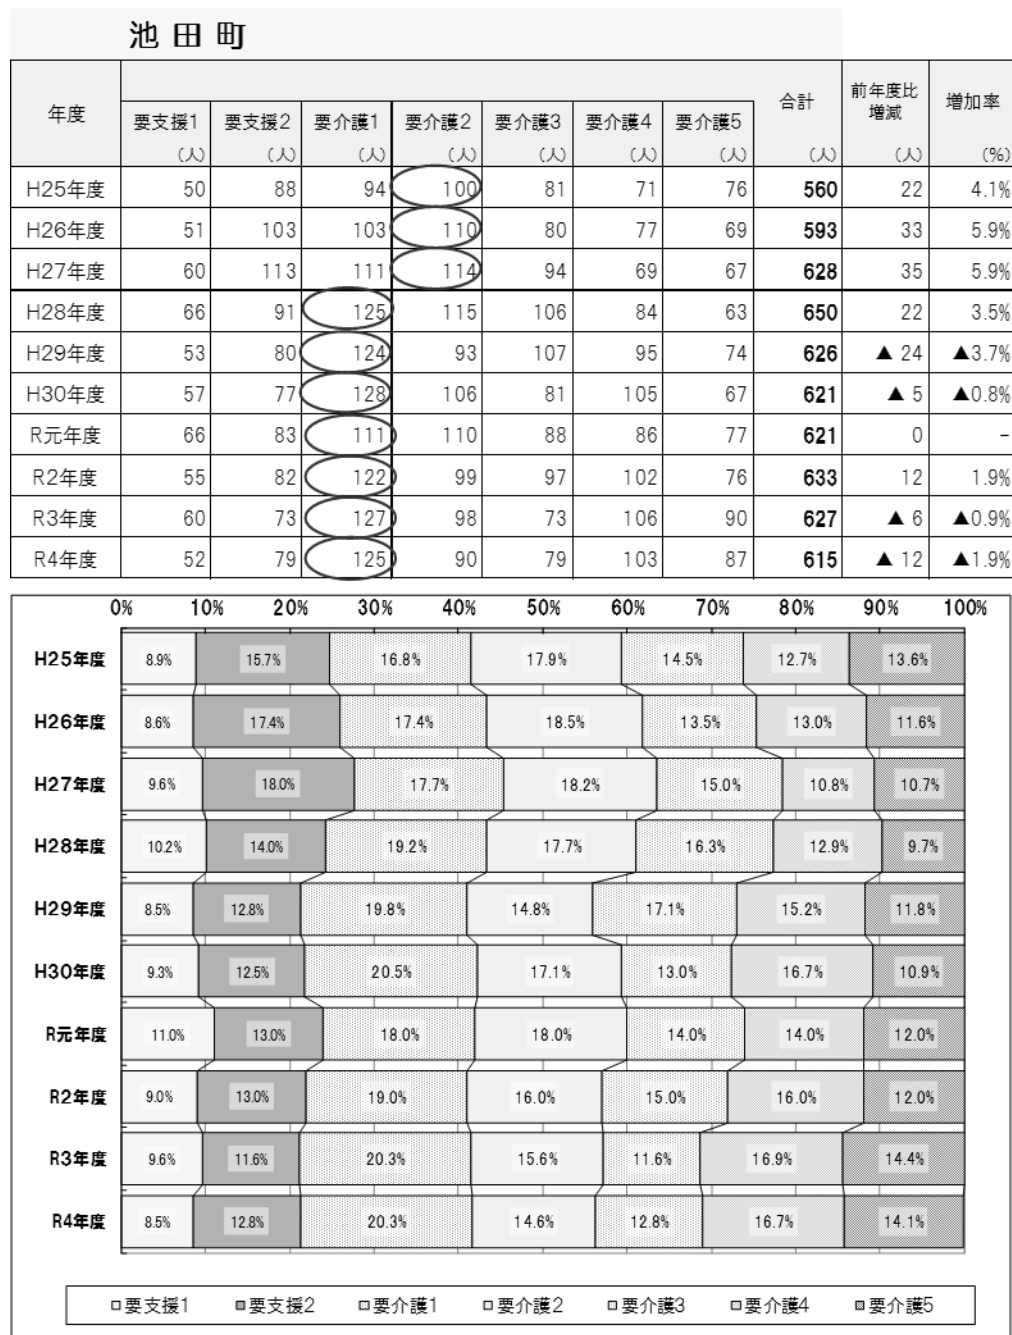 池田町
年度 要支援1 要支援2 要介護1 要介護2 要介護3 要介護4 要介護5 合計 前年度比増減 増加率
(人) (人) (人) (人) (人) (人) (人) (人) (人) (%)
H25年度 50 88 94 100 81 71 76 560 22 4.1%
H26年度 51 103 103 110 80 77 69 593 33 5.9%
H27年度 60 113 111 114 94 69 67 628 35 5.9%
H28年度 66 91 125 115 106 84 63 650 22 3.5%
H29年度 53 80 124 93 107 95 74 626 ▲ 24 ▲3.7%
H30年度 57 77 128 106 81 105 67 621 ▲ 5 ▲0.8%
R元年度 66 83 111 110 88 86 77 621 0 -
R2年度 55 82 122 99 97 102 76 633 12 1.9%
R3年度 60 73 127 98 73 106 90 627 ▲ 6 ▲0.9%
R4年度 52 79 125 90 79 103 87 615 ▲ 12 ▲1.9%
0% 10% 20% 30% 40% 50% 60% 70% 80% 90% 100%
H25年度 8.9% 15.7% 16.8% 17.9% 14.5% 12.7% 13.6%
H26年度 8.6% 17.4% 17.4% 18.5% 13.5% 13.0% 11.6%
H27年度 9.6% 18.0% 17.7% 18.2% 15.0% 10.8% 10.7%
H28年度 10.2% 14.0% 19.2% 17.7% 16.3% 12.9% 9.7%
H29年度 8.5% 12.8% 19.8% 14.8% 17.1% 15.2% 11.8%
H30年度 9.3% 12.5% 20.5% 17.1% 13.0% 16.7% 10.9%
R元年度 11.0% 13.0% 18.0% 18.0% 14.0% 14.0% 12.0%
R2年度 9.0% 13.0% 19.0% 16.0% 15.0% 16.0% 12.0%
R3年度 9.6% 11.6% 20.3% 15.6% 11.6% 16.9% 14.4%
R4年度 8.5% 12.8% 20.3% 14.6% 12.8% 16.7% 14.1%
要支援1 要支援2 要介護1 要介護2 要介護3 要介護4 要介護5